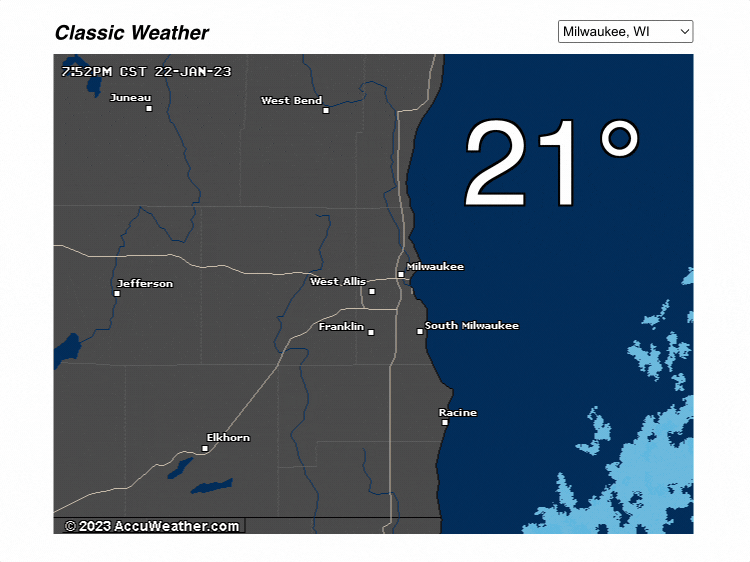 Classic Weather
Milwaukee, WI
7:52PM CST 22-JAN-23
21°
Juneau
West Bend
Milwaukee
West Allis
Jefferson
Franklin
South Milwaukee
Racine
Elkhorn
© 2023 AccuWeather.com